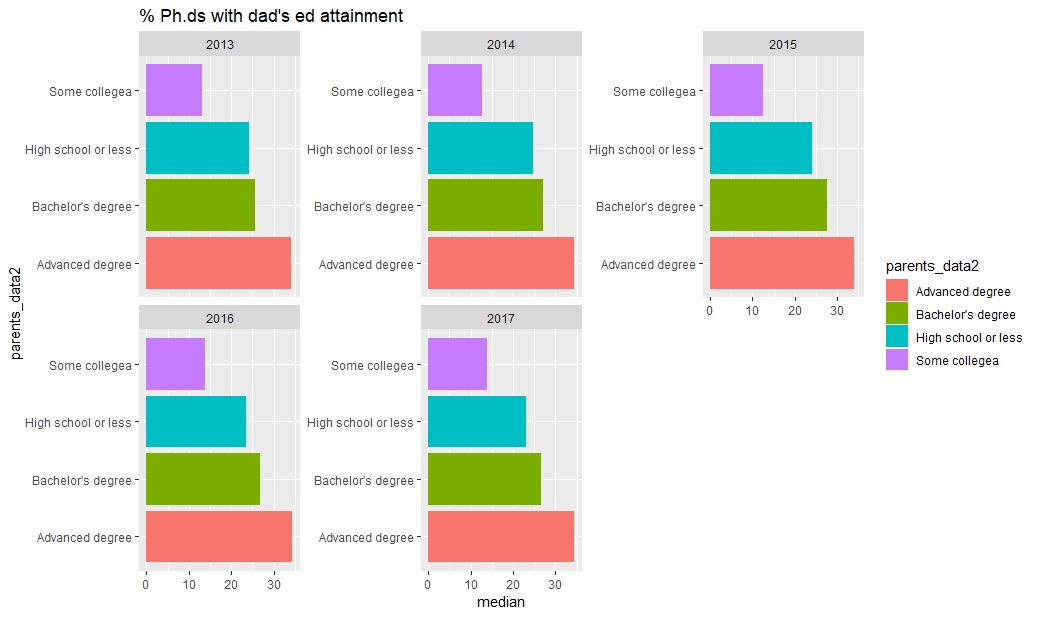 % Ph.ds with dad's ed attainment
2013
2014
2015
Some collegea
High school or less
Bachelor's degree
Advanced degree
Some collegea
High school or less
Bachelor's degree
Advanced degree
Some collegea
High school or less
Bachelor's degree
Advanced degree
0 10 20 30
2016
2017
Some collegea
High school or less
Bachelor's degree
Advanced degree
Some collegea
High school or less
Bachelor's degree
Advanced degree
0 10 20 30
0 10 20 30
median
parents_data2
parents_data2
Advanced degree
Bachelor's degree
High school or less
Some collegea